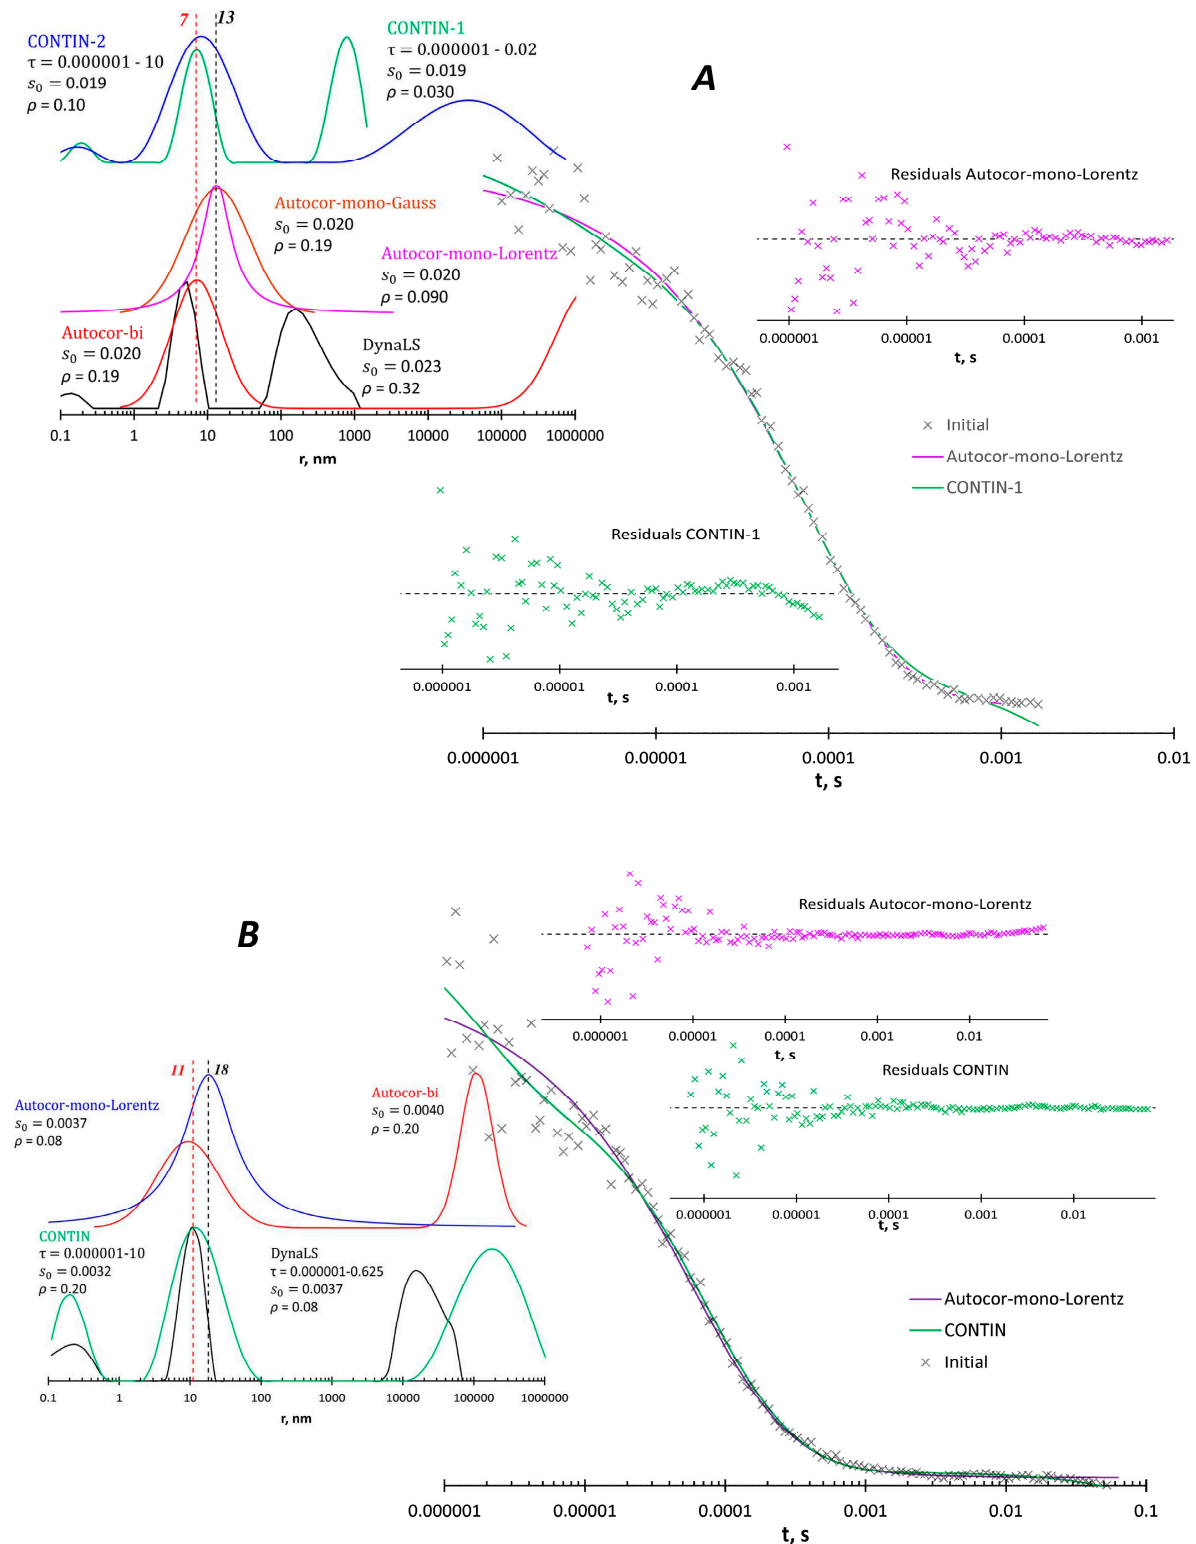 7
13
CONTIN-2
τ = 0.000001 - 10
s₀ = 0.019
ρ = 0.10
CONTIN-1
τ = 0.000001 - 0.02
s₀ = 0.019
ρ = 0.030
A
Residuals Autocor-mono-Lorentz
0.000001 0.00001 0.0001 0.001
t, s
Autocor-mono-Gauss
s₀ = 0.020
ρ = 0.19
Autocor-mono-Lorentz
s₀ = 0.020
ρ = 0.090
Autocor-bi
s₀ = 0.020
ρ = 0.19
DynaLS
s₀ = 0.023
ρ = 0.32
0.1 1 10 100 1000 10000 100000 1000000
r, nm
Initial
Autocor-mono-Lorentz
CONTIN-1
Residuals CONTIN-1
0.000001 0.00001 0.0001 0.001
t, s
0.000001 0.00001 0.0001 0.001 0.01
t, s
B
Residuals Autocor-mono-Lorentz
0.000001 0.00001 0.0001 0.001 0.01
t, s
Residuals CONTIN
0.000001 0.00001 0.0001 0.001 0.01
t, s
11
18
Autocor-mono-Lorentz
s₀ = 0.0037
ρ = 0.08
Autocor-bi
s₀ = 0.0040
ρ = 0.20
CONTIN
τ = 0.000001-10
s₀ = 0.0032
ρ = 0.20
DynaLS
τ = 0.000001-0.625
s₀ = 0.0037
ρ = 0.08
0.1 1 10 100 1000 10000 100000 1000000
r, nm
Autocor-mono-Lorentz
CONTIN
Initial
0.000001 0.00001 0.0001 0.001 0.01 0.1
t, s